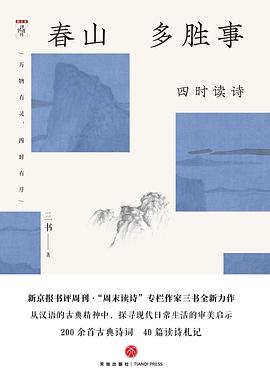 春山 多胜事
四时读诗
万物有灵，四时有序
三书 著
新京报书评周刊·“周末读诗”专栏作家三书全新力作
从汉语的古典精神中，探寻现代日常生活的审美启示
200余首古典诗词 40篇读诗札记
天地出版社 | TIANDI PRESS